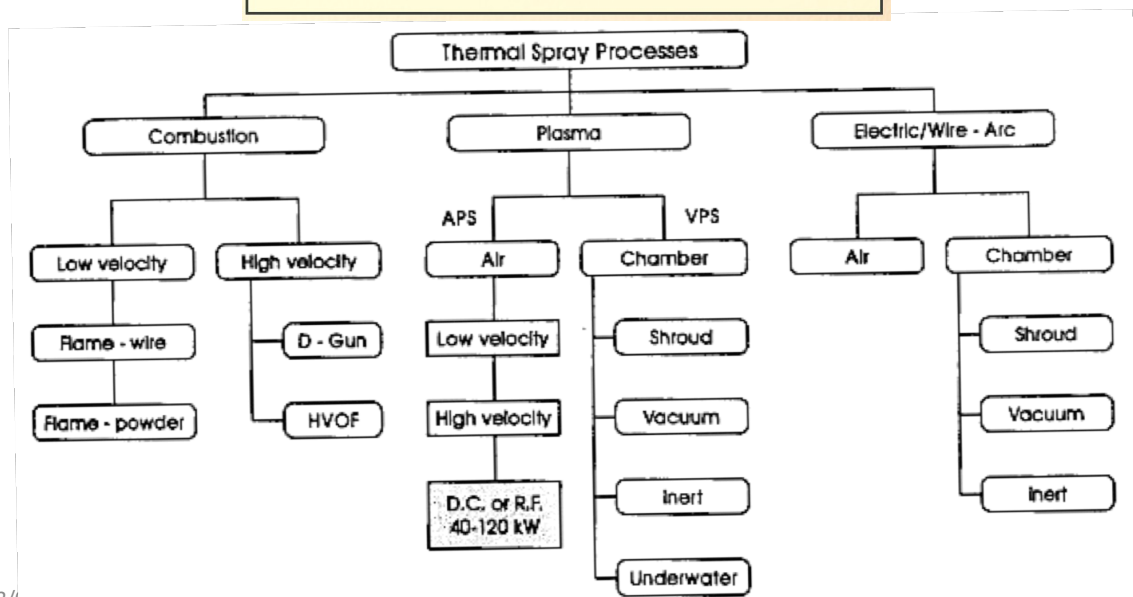 Thermal Spray Processes
Combustion
Plasma
Electric/Wire - Arc
APS
VPS
Low velocity
High velocity
Air
Chamber
Air
Chamber
Flame - wire
D - Gun
Low velocity
Shroud
Shroud
Flame - powder
HVOF
High velocity
Vacuum
Vacuum
D.C. or R.F.
40-120 kW
Inert
Inert
Underwater